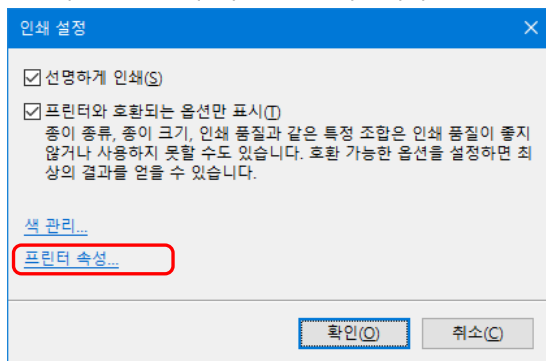 인쇄 설정
선명하게 인쇄(S)
프린터와 호환되는 옵션만 표시(T)
종이 종류, 종이 크기, 인쇄 품질과 같은 특정 조합은 인쇄 품질이 좋지
않거나 사용하지 못할 수도 있습니다. 호환 가능한 옵션을 설정하면 최
상의 결과를 얻을 수 있습니다.
색 관리...
프린터 속성...
확인(O)
취소(C)